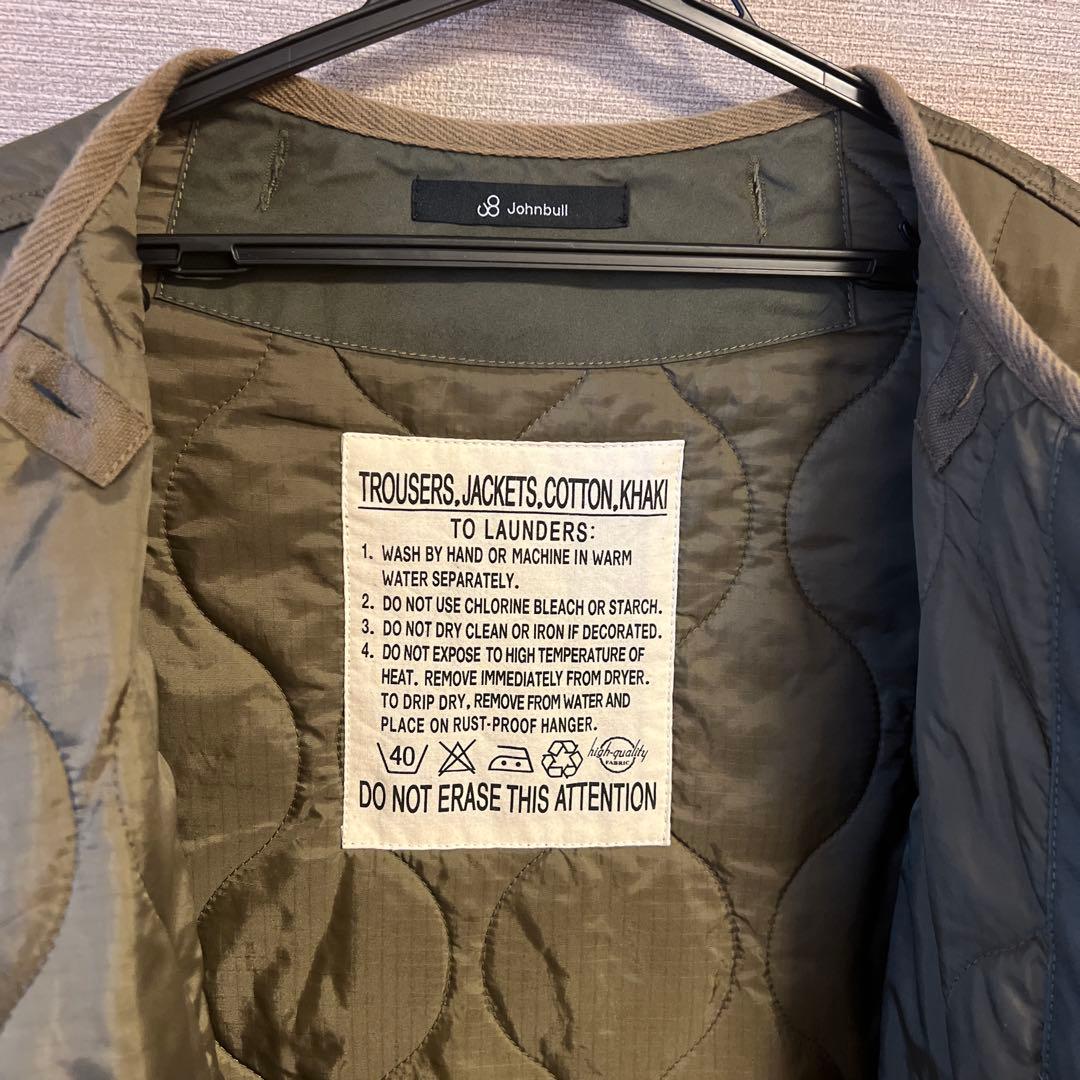 Johnbull
TROUSERS,JACKETS,COTTON,KHAKI
TO LAUNDERS:
1. WASH BY HAND OR MACHINE IN WARM
WATER SEPARATELY.
2. DO NOT USE CHLORINE BLEACH OR STARCH.
3. DO NOT DRY CLEAN OR IRON IF DECORATED.
4. DO NOT EXPOSE TO HIGH TEMPERATURE OF
HEAT. REMOVE IMMEDIATELY FROM DRYER.
TO DRIP DRY, REMOVE FROM WATER AND
PLACE ON RUST-PROOF HANGER.
40 high-quality
FABRIC
DO NOT ERASE THIS ATTENTION